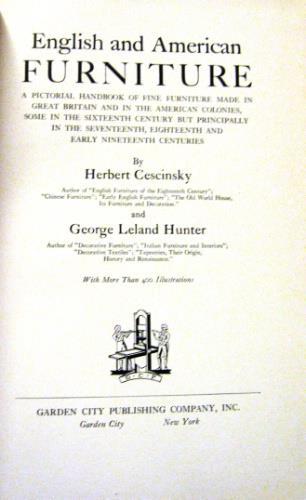 English and American
FURNITURE
A PICTORIAL HANDBOOK OF FINE FURNITURE MADE IN
GREAT BRITAIN AND IN THE AMERICAN COLONIES,
SOME IN THE SIXTEENTH CENTURY BUT PRINCIPALLY
IN THE SEVENTEENTH, EIGHTEENTH AND
EARLY NINETEENTH CENTURIES
By
Herbert Cescinsky
Author of "English Furniture of the Eighteenth Century";
"Chinese Furniture"; "Early English Furniture"; "The Old World House,
Its Furniture and Decoration."
and
George Leland Hunter
Author of "Decorative Furniture"; "Italian Furniture and Interiors";
"Decorative Textiles"; "Tapestries, Their Origin,
History and Renaissance."
With More Than 400 Illustrations
GARDEN CITY PUBLISHING COMPANY, INC.
Garden City New York